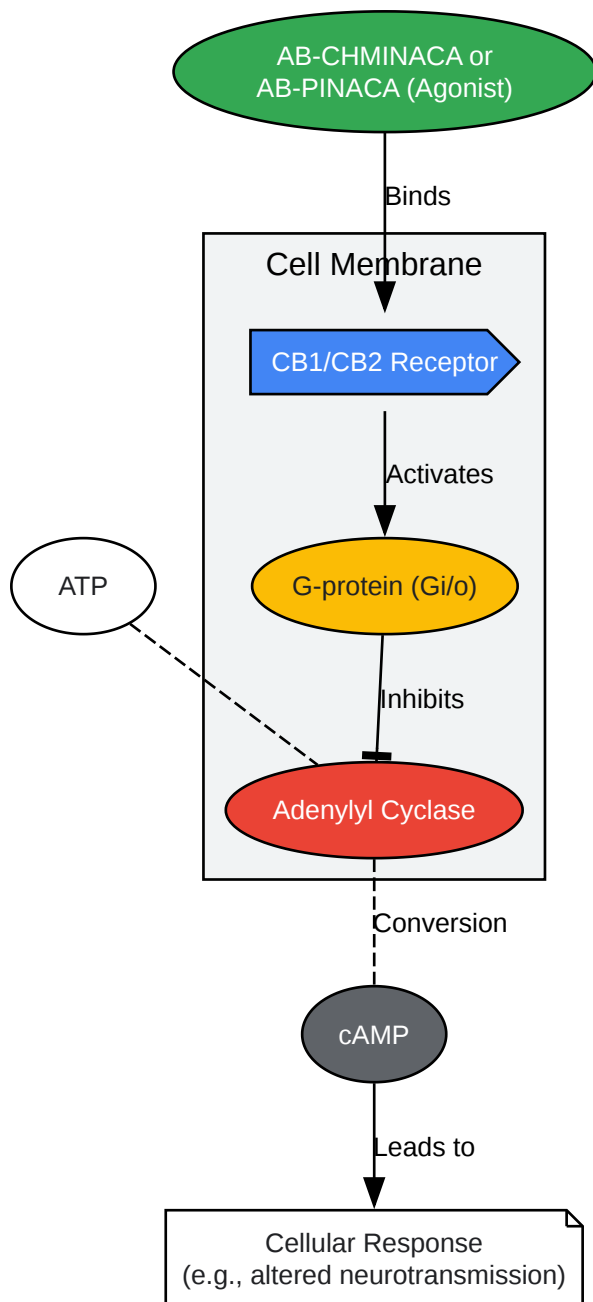 AB-CHMINACA or
AB-PINACA (Agonist)
Binds
Cell Membrane
CB1/CB2 Receptor
Activates
ATP
G-protein (Gi/o)
Inhibits
Adenylyl Cyclase
Conversion
cAMP
Leads to
Cellular Response
(e.g., altered neurotransmission)